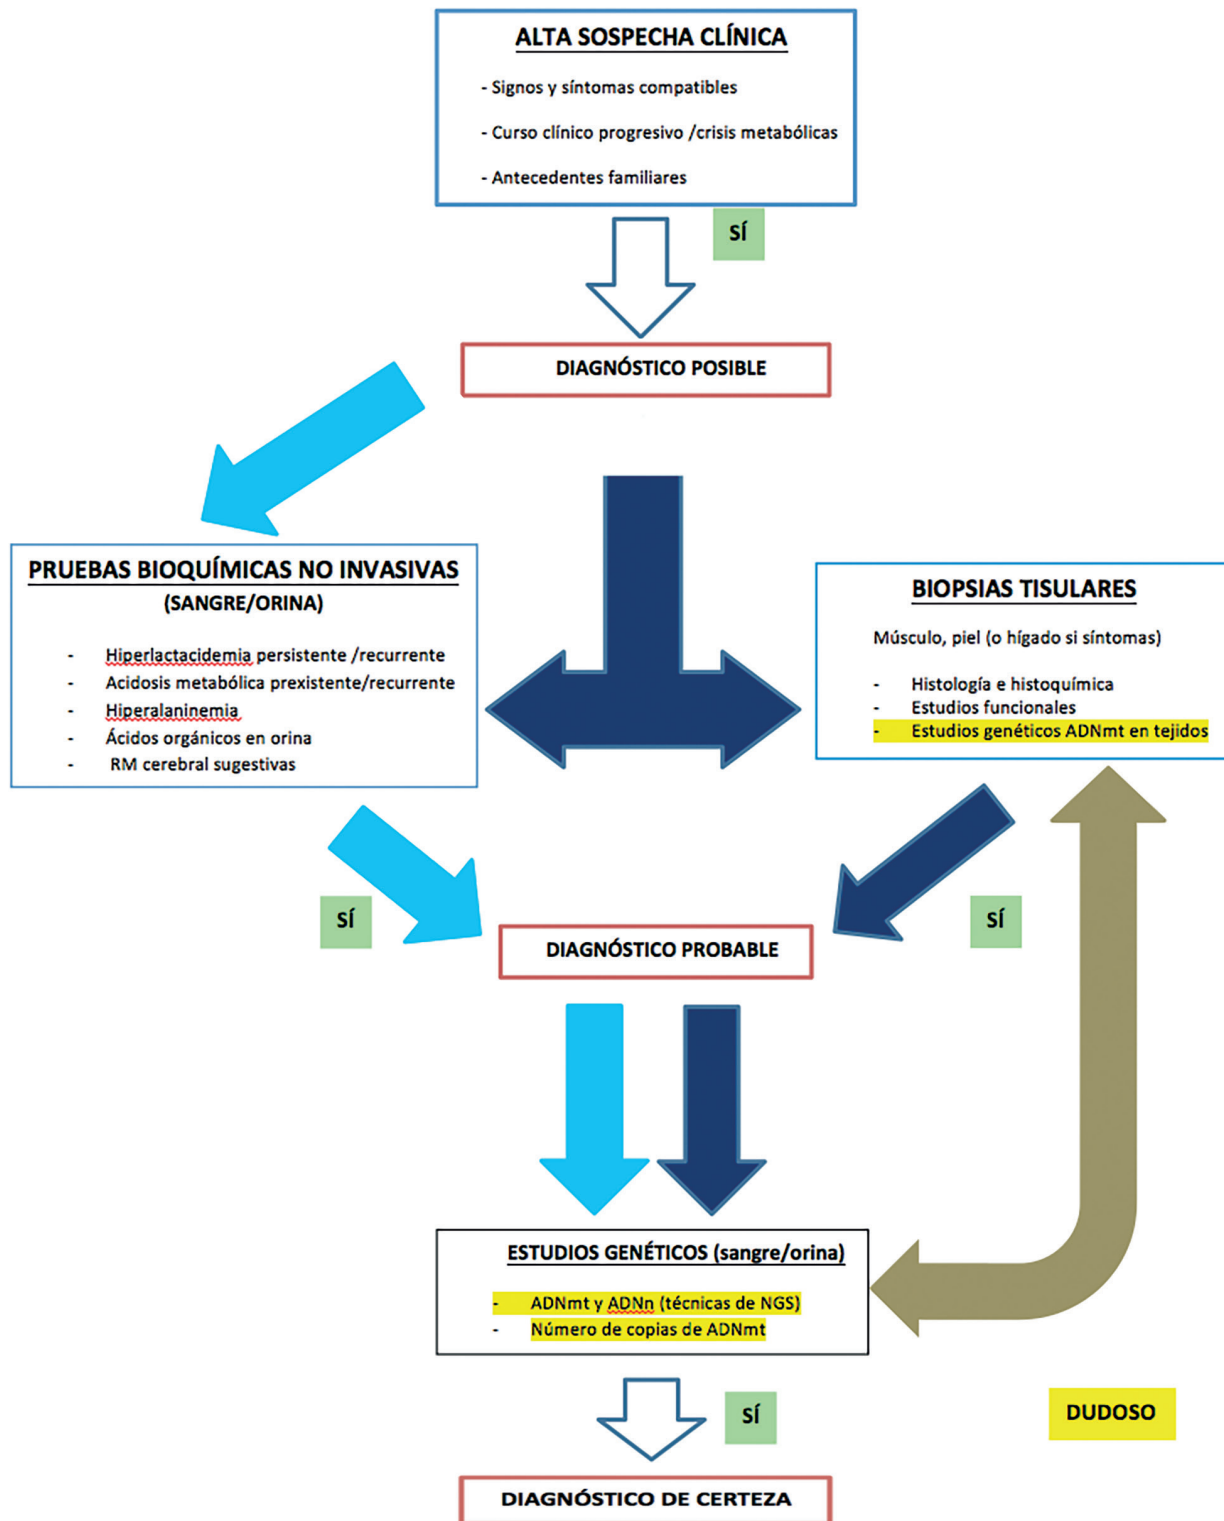 ALTA SOSPECHA CLÍNICA
- Signos y síntomas compatibles
- Curso clínico progresivo /crisis metabólicas
- Antecedentes familiares
SÍ
DIAGNÓSTICO POSIBLE
PRUEBAS BIOQUÍMICAS NO INVASIVAS
(SANGRE/ORINA)
- Hiperlactacidemia persistente /recurrente
- Acidosis metabólica prexistente/recurrente
- Hiperalaninemia
- Ácidos orgánicos en orina
- RM cerebral sugestivas
BIOPSIAS TISULARES
Músculo, piel (o hígado si síntomas)
- Histología e histoquímica
- Estudios funcionales
- Estudios genéticos ADNmt en tejidos
SÍ
SÍ
DIAGNÓSTICO PROBABLE
ESTUDIOS GENÉTICOS (sangre/orina)
- ADNmt y ADNn (técnicas de NGS)
- Número de copias de ADNmt
SÍ
DUDOSO
DIAGNÓSTICO DE CERTEZA